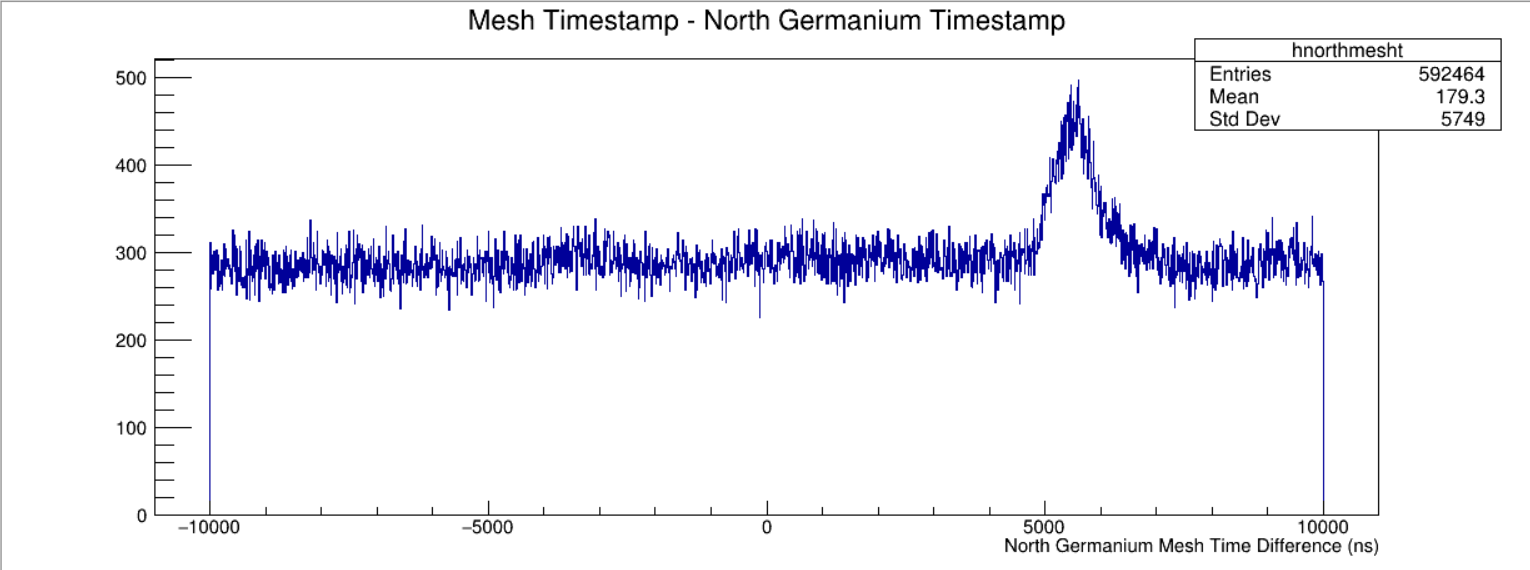 Mesh Timestamp - North Germanium Timestamp
hnorthmesht
Entries 592464
Mean 179.3
Std Dev 5749
500
400
300
200
100
0
−10000 −5000 0 5000 10000
North Germanium Mesh Time Difference (ns)